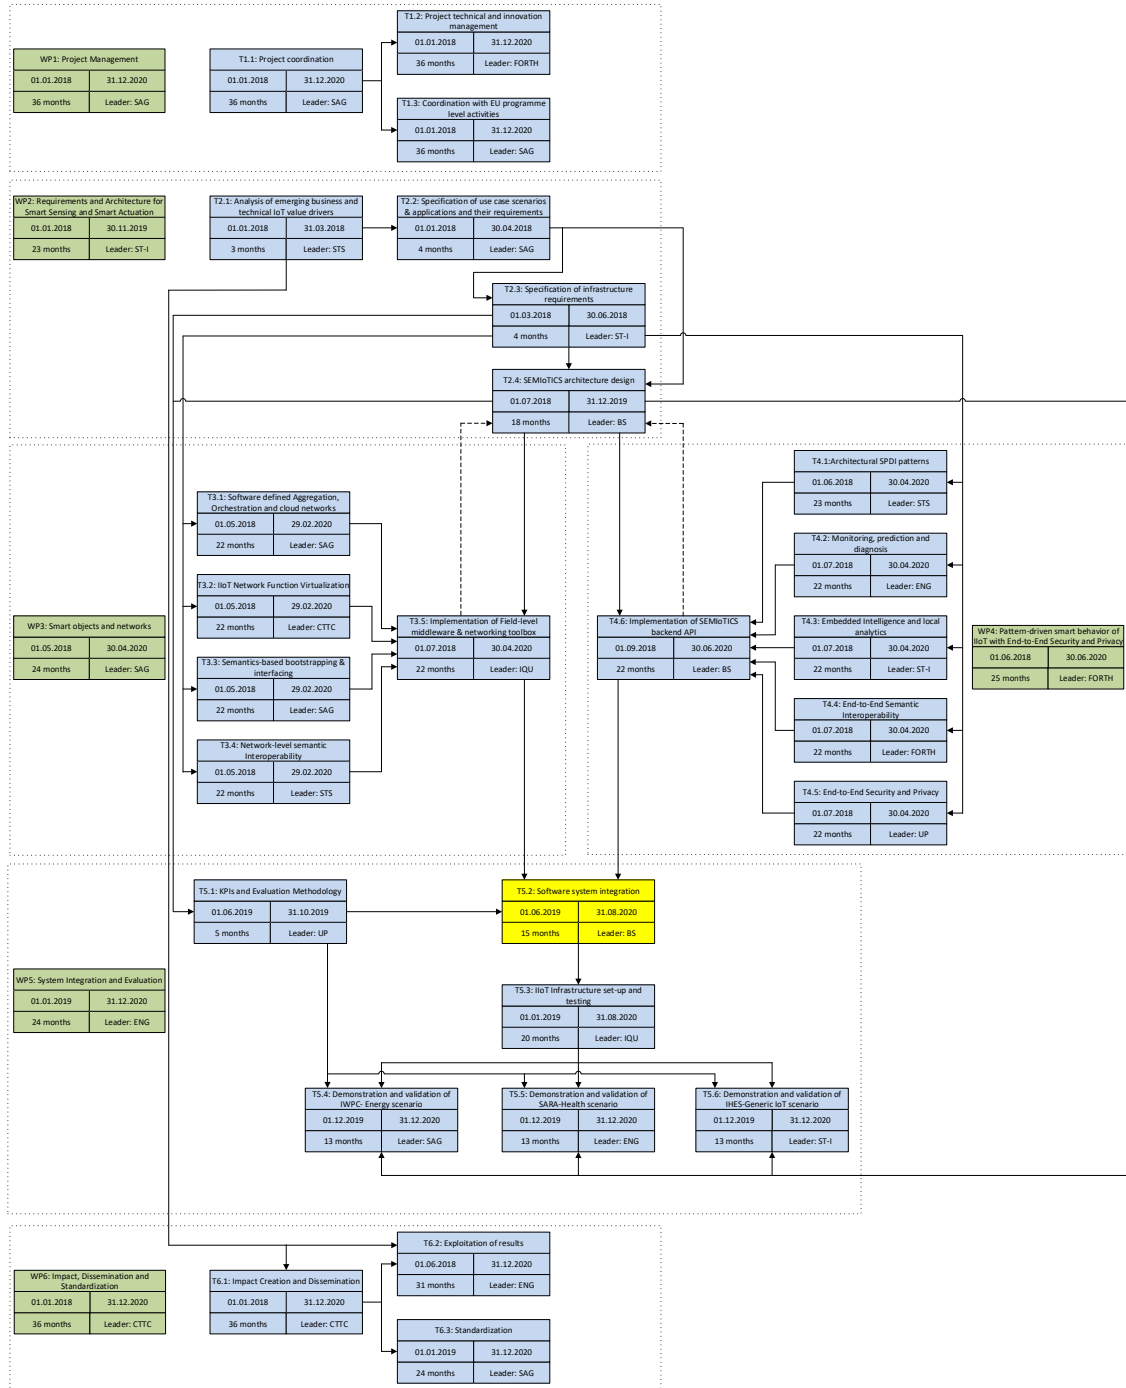 T1.2: Project technical and innovation
management
01.01.2018 31.12.2020
36 months Leader: FORTH
WP1: Project Management
01.01.2018 31.12.2020
36 months Leader: SAG
T1.1: Project coordination
01.01.2018 31.12.2020
36 months Leader: SAG
T1.3: Coordination with EU programme
level activities
01.01.2018 31.12.2020
36 months Leader: SAG
WP2: Requirements and Architecture for
Smart Sensing and Smart Actuation
01.01.2018 30.11.2019
23 months Leader: ST-I
T2.1: Analysis of emerging business and
technical IoT value drivers
01.01.2018 31.03.2018
3 months Leader: STS
T2.2: Specification of use case scenarios
& applications and their requirements
01.01.2018 30.04.2018
4 months Leader: SAG
T2.3: Specification of infrastructure
requirements
01.03.2018 30.06.2018
4 months Leader: ST-I
T2.4: SEMIoTICS architecture design
01.07.2018 31.12.2019
18 months Leader: BS
T3.1: Software defined Aggregation,
Orchestration and cloud networks
01.05.2018 29.02.2020
22 months Leader: SAG
T3.2: IIoT Network Function Virtualization
01.05.2018 29.02.2020
22 months Leader: CTTC
WP3: Smart objects and networks
01.05.2018 30.04.2020
24 months Leader: SAG
T3.3: Semantics-based bootstrapping &
interfacing
01.05.2018 29.02.2020
22 months Leader: SAG
T3.4: Network-level semantic
Interoperability
01.05.2018 29.02.2020
22 months Leader: STS
T3.5: Implementation of Field-level
middleware & networking toolbox
01.07.2018 30.04.2020
22 months Leader: IQU
T4.6: Implementation of SEMIoTICS
backend API
01.09.2018 30.06.2020
22 months Leader: BS
T4.1:Architectural SPDI patterns
01.06.2018 30.04.2020
23 months Leader: STS
T4.2: Monitoring, prediction and
diagnosis
01.07.2018 30.04.2020
22 months Leader: ENG
T4.3: Embedded Intelligence and local
analytics
01.07.2018 30.04.2020
22 months Leader: ST-I
T4.4: End-to-End Semantic
Interoperability
01.07.2018 30.04.2020
22 months Leader: FORTH
T4.5: End-to-End Security and Privacy
01.07.2018 30.04.2020
22 months Leader: UP
WP4: Pattern-driven smart behavior of
IIoT with End-to-End Security and Privacy
01.06.2018 30.06.2020
25 months Leader: FORTH
T5.1: KPIs and Evaluation Methodology
01.06.2019 31.10.2019
5 months Leader: UP
T5.2: Software system integration
01.06.2019 31.08.2020
15 months Leader: BS
WP5: System Integration and Evaluation
01.01.2019 31.12.2020
24 months Leader: ENG
T5.3: IIoT Infrastructure set-up and
testing
01.01.2019 31.08.2020
20 months Leader: IQU
T5.4: Demonstration and validation of
IWPC- Energy scenario
01.12.2019 31.12.2020
13 months Leader: SAG
T5.5: Demonstration and validation of
SARA-Health scenario
01.12.2019 31.12.2020
13 months Leader: ENG
T5.6: Demonstration and validation of
IHES-Generic IoT scenario
01.12.2019 31.12.2020
13 months Leader: ST-I
T6.2: Exploitation of results
01.06.2018 31.12.2020
31 months Leader: ENG
WP6: Impact, Dissemination and
Standardization
01.01.2018 31.12.2020
36 months Leader: CTTC
T6.1: Impact Creation and Dissemination
01.01.2018 31.12.2020
36 months Leader: CTTC
T6.3: Standardization
01.01.2019 31.12.2020
24 months Leader: SAG